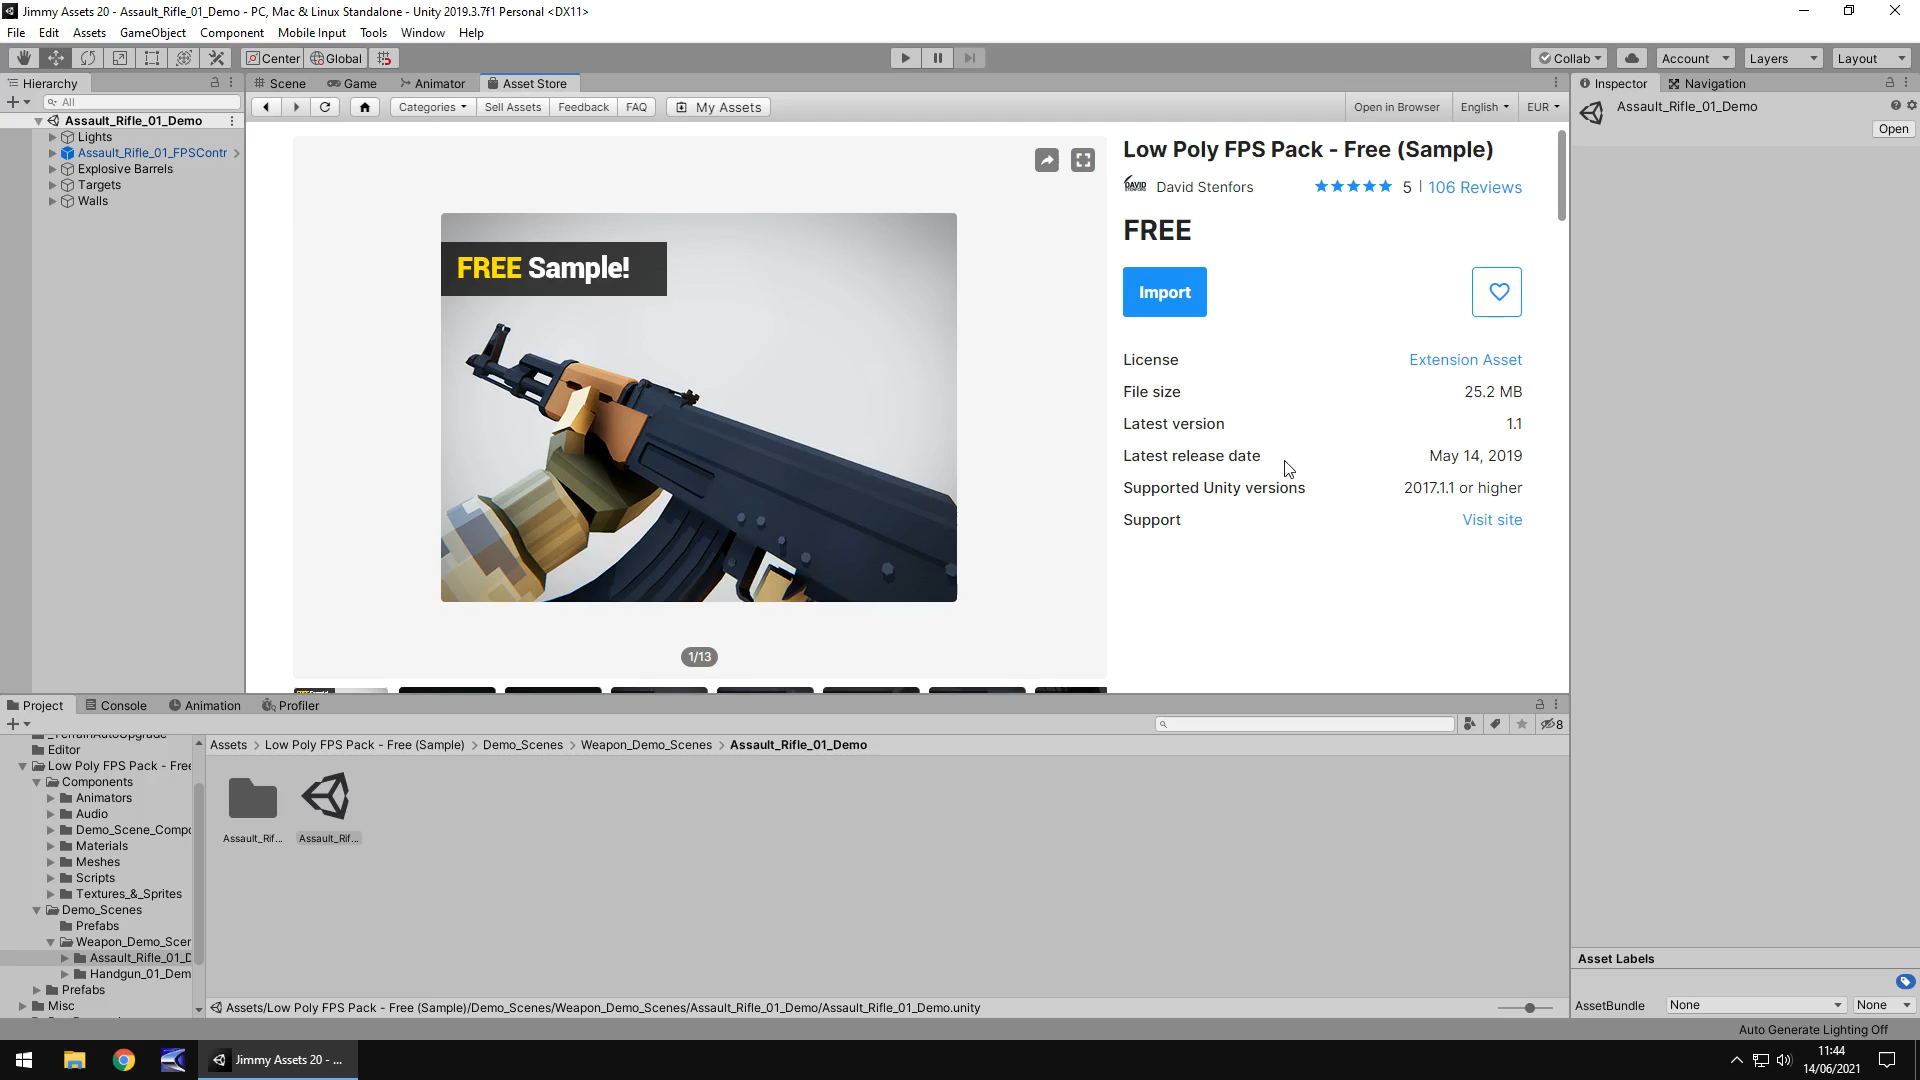 Jimmy Assets 20 - Assault_Rifle_01_Demo - PC, Mac & Linux Standalone - Unity 2019.3.7f1 Personal <DX11>
File Edit Assets GameObject Component Mobile Input Tools Window Help
Center Global Collab Account Layers Layout
Hierarchy Scene Game Animator Asset Store Inspector Navigation
All Categories Sell Assets Feedback FAQ My Assets Open in Browser English EUR Assault_Rifle_01_Demo
Open
Assault_Rifle_01_Demo
Lights
Assault_Rifle_01_FPSContr
Explosive Barrels
Targets
Walls
Low Poly FPS Pack - Free (Sample)
DAVID STENFORS David Stenfors 5 | 106 Reviews
FREE
FREE Sample!
Import
License Extension Asset
File size 25.2 MB
Latest version 1.1
Latest release date May 14, 2019
Supported Unity versions 2017.1.1 or higher
Support Visit site
1/13
Project Console Animation Profiler
8
Assets > Low Poly FPS Pack - Free (Sample) > Demo_Scenes > Weapon_Demo_Scenes > Assault_Rifle_01_Demo
_TerrainAutoUpgrade
Editor
Low Poly FPS Pack - Free
Components
Animators
Audio
Demo_Scene_Compo
Materials
Meshes
Scripts
Textures_&_Sprites
Demo_Scenes
Prefabs
Weapon_Demo_Scer
Assault_Rifle_01_D
Handgun_01_Dem
Prefabs
Misc
Assault_Rif... Assault_Rif...
Assets/Low Poly FPS Pack - Free (Sample)/Demo_Scenes/Weapon_Demo_Scenes/Assault_Rifle_01_Demo/Assault_Rifle_01_Demo.unity
Asset Labels
AssetBundle None None
Auto Generate Lighting Off
Jimmy Assets 20 - ...
11:44
14/06/2021